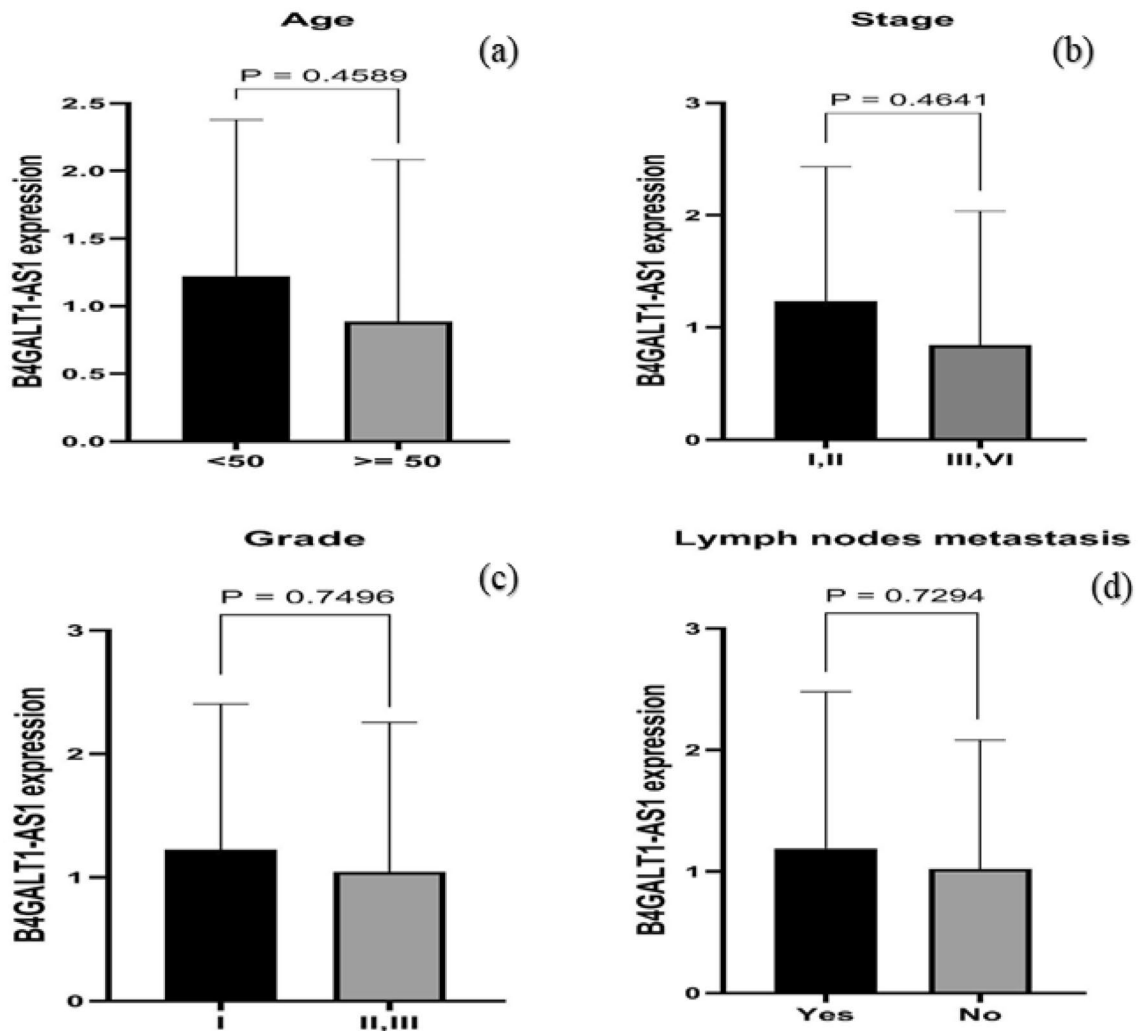 Age
(a)
P = 0.4589
2.5
2.0
1.5
1.0
0.5
0.0
B4GALT1-AS1 expression
<50
>= 50
Stage
(b)
P = 0.4641
3
2
1
0
B4GALT1-AS1 expression
I,II
III,VI
Grade
(c)
P = 0.7496
3
2
1
0
B4GALT1-AS1 expression
I
II,III
Lymph nodes metastasis
(d)
P = 0.7294
3
2
1
0
B4GALT1-AS1 expression
Yes
No